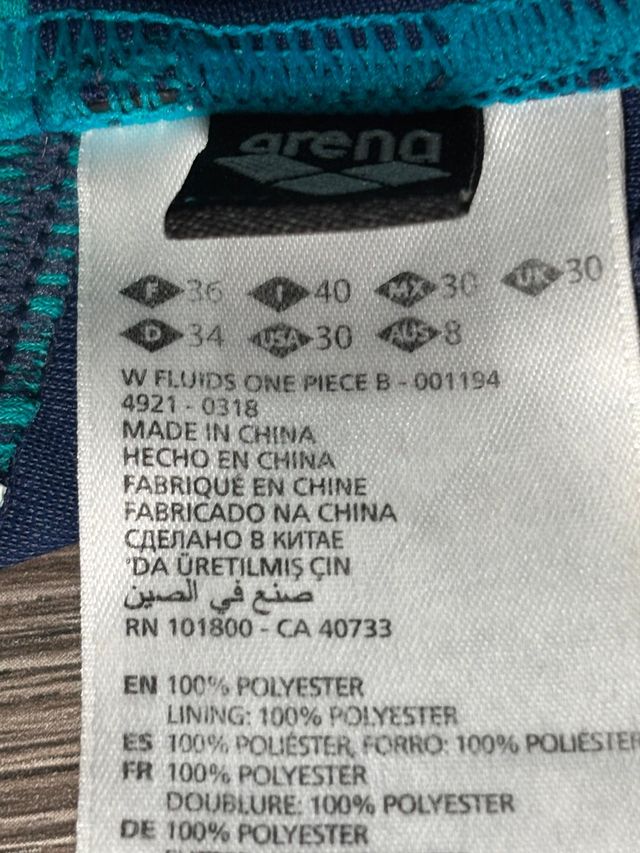 arena
F 36 I 40 MX 30 UK 30
D 34 USA 30 AUS 8
W FLUIDS ONE PIECE B - 001194
4921 - 0318
MADE IN CHINA
HECHO EN CHINA
FABRIQUÉ EN CHINE
FABRICADO NA CHINA
СДЕЛАНО В КИТАЕ
'DA ÜRETILMIŞ ÇIN
صنع في الصين
RN 101800 - CA 40733
EN 100% POLYESTER
LINING: 100% POLYESTER
ES 100% POLIÉSTER, FORRO: 100% POLIÉSTER
FR 100% POLYESTER
DOUBLURE: 100% POLYESTER
DE 100% POLYESTER